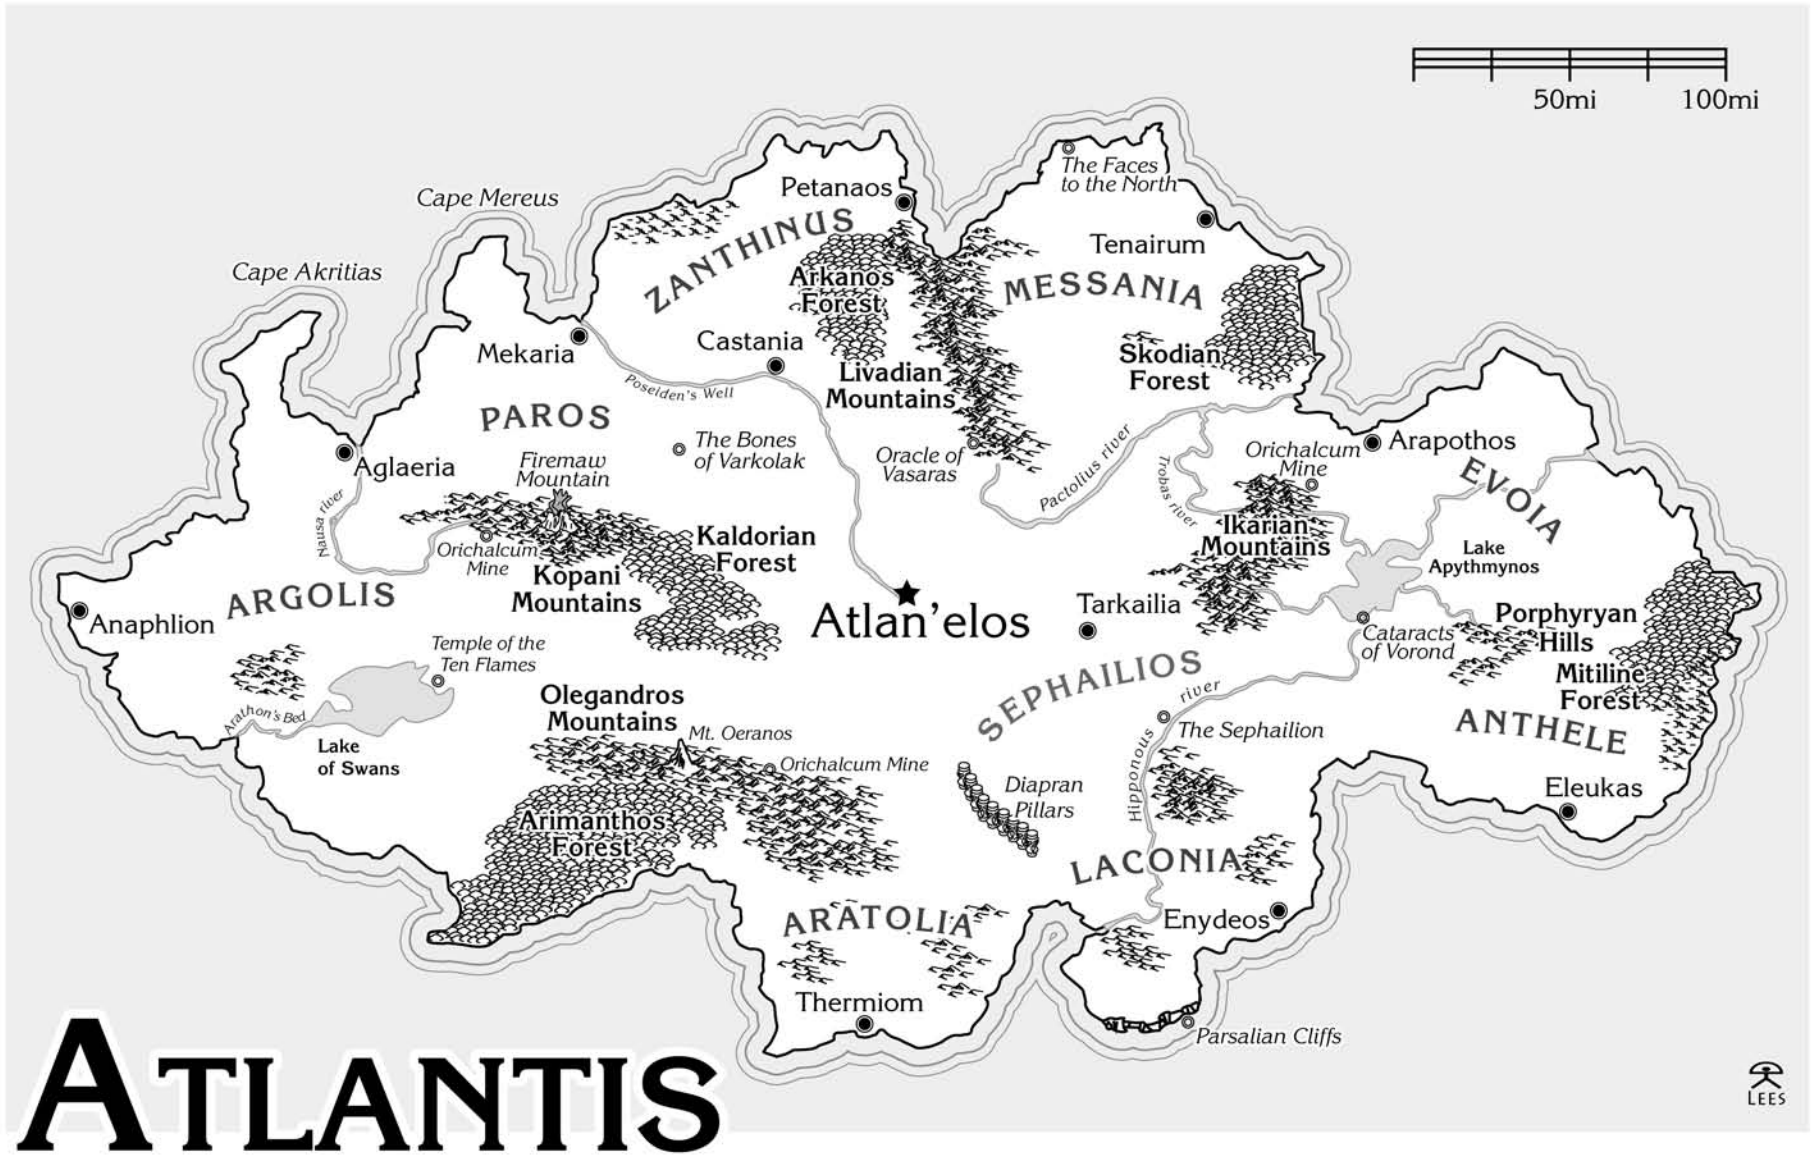 50mi
100mi
The Faces
to the North
Petanaos
Cape Mereus
ZANTHINUS
Tenairum
Cape Akritias
Arkanos
Forest
MESSANIA
Castania
Mekaria
Skodian
Forest
Livadian
Mountains
Poseiden's Well
PAROS
The Bones
of Varkolak
Oracle of
Vasaras
Pactolius river
Trobas river
Orichalcum
Mine
Arapothos
EVOIA
Aglaeria
Firemaw
Mountain
Nausa river
Orichalcum
Mine
Kopani
Mountains
Kaldorian
Forest
Ikarian
Mountains
Lake
Apythmynos
ARGOLIS
Anaphlion
Atlan'elos
Tarkailia
Cataracts
of Vorond
Porphyryan
Hills
Mitiline
Forest
Temple of the
Ten Flames
Arathon's Bed
Lake
of Swans
Olegandros
Mountains
Mt. Oeranos
Orichalcum Mine
SEPHAILIOS
Hipponous river
The Sephailion
ANTHELE
Diapran
Pillars
Eleukas
Arimanthos
Forest
LACONIA
ARATOLIA
Enydeos
Thermiom
Parsalian Cliffs
ATLANTIS
LEES